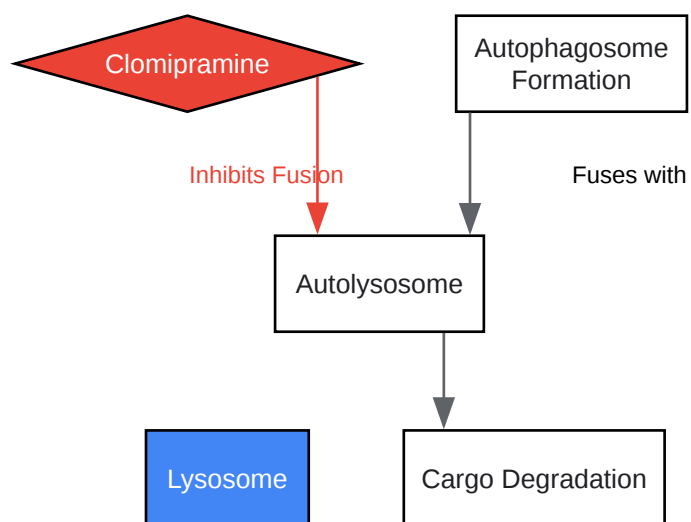 Clomipramine
Autophagosome
Formation
Inhibits Fusion
Fuses with
Autolysosome
Lysosome
Cargo Degradation